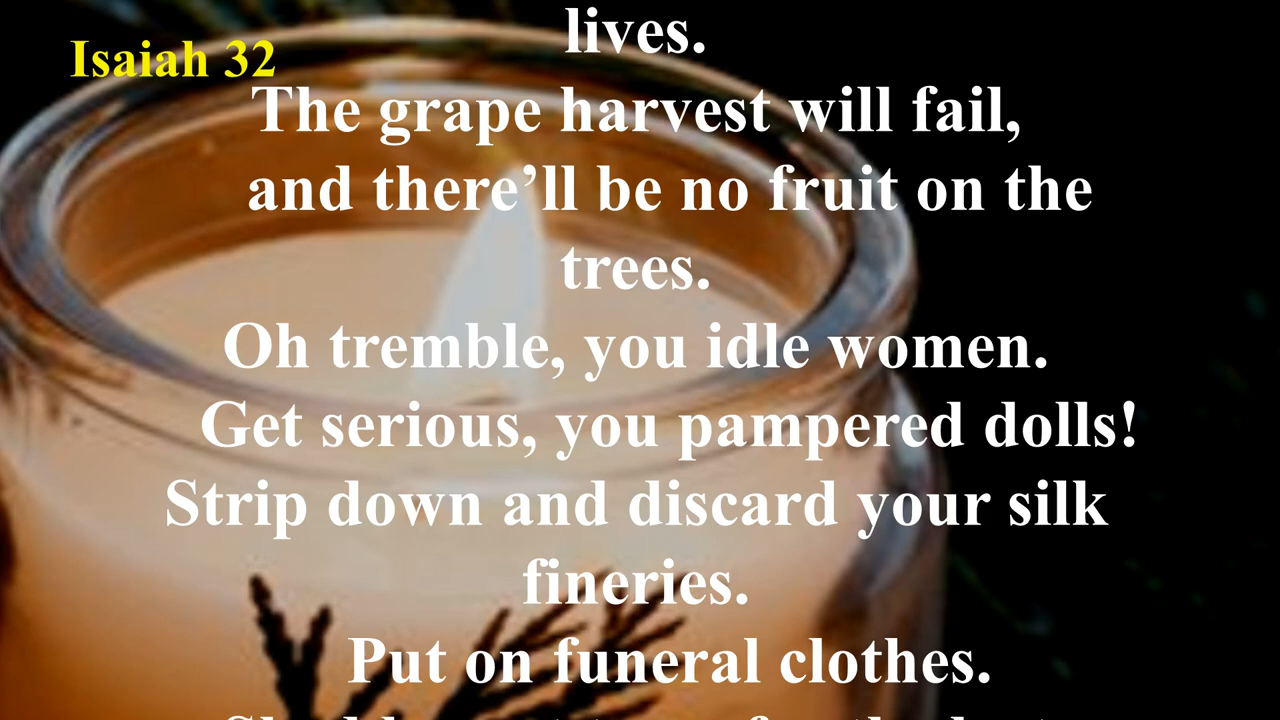 lives.
Isaiah 32
The grape harvest will fail,
and there’ll be no fruit on the
trees.
Oh tremble, you idle women.
Get serious, you pampered dolls!
Strip down and discard your silk
fineries.
Put on funeral clothes.